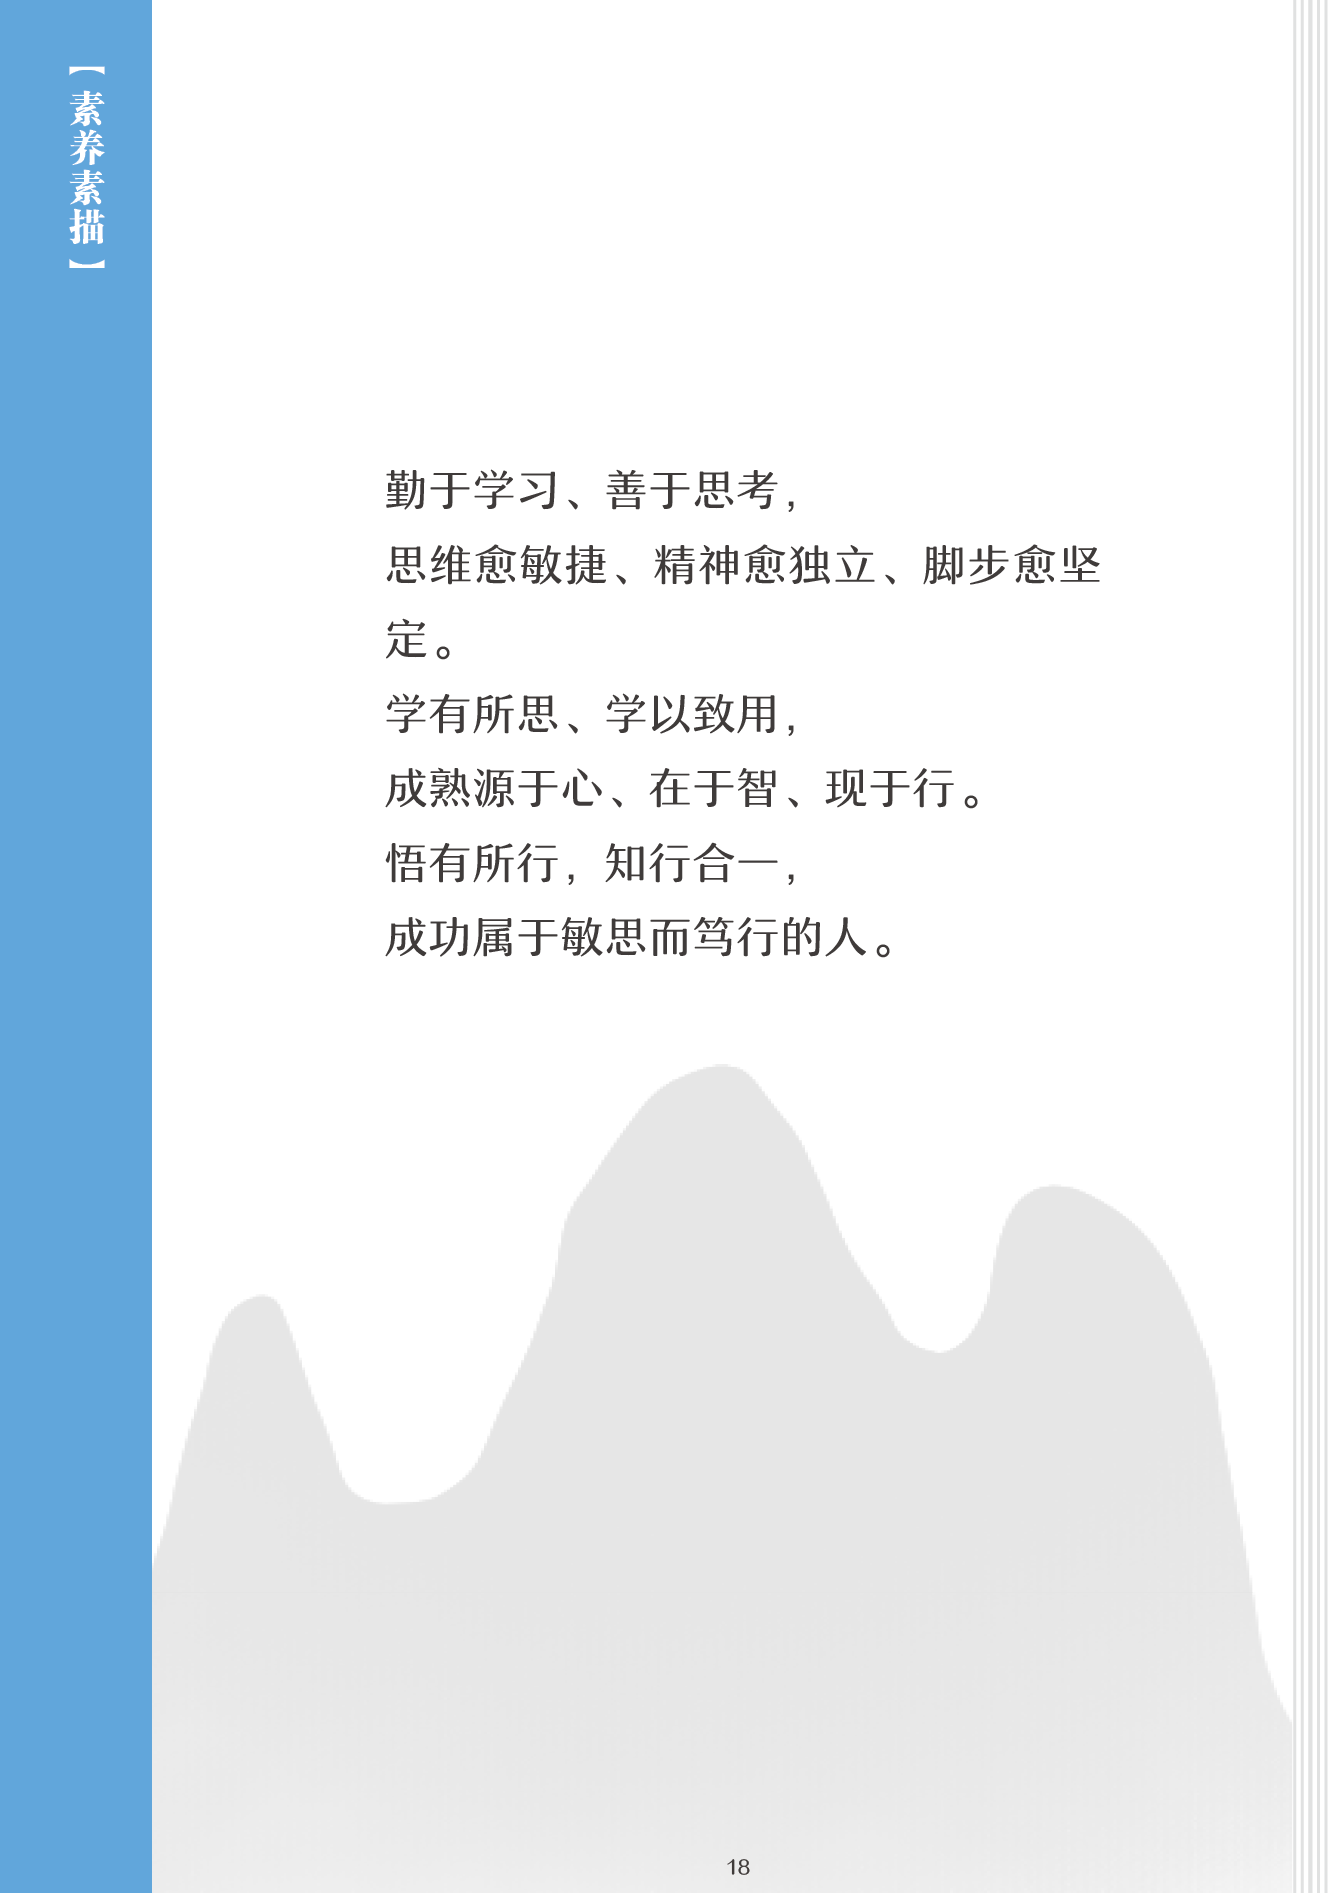 【素养素描】
勤于学习、善于思考，
思维愈敏捷、精神愈独立、脚步愈坚
定。
学有所思、学以致用，
成熟源于心、在于智、现于行。
悟有所行，知行合一，
成功属于敏思而笃行的人。
18